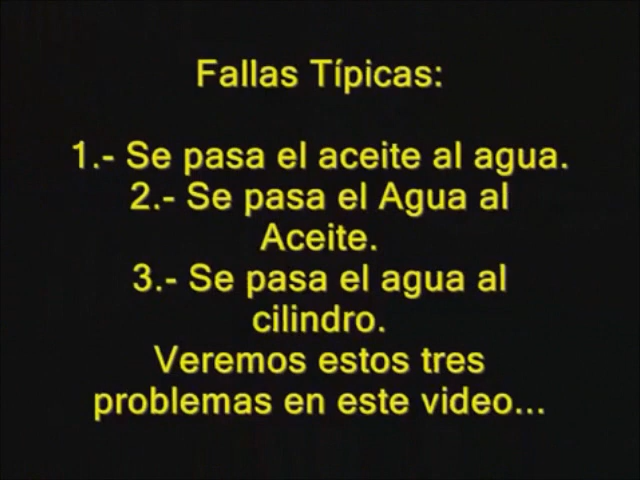 Fallas Típicas:
1.- Se pasa el aceite al agua.
2.- Se pasa el Agua al
Aceite.
3.- Se pasa el agua al
cilindro.
Veremos estos tres
problemas en este video...